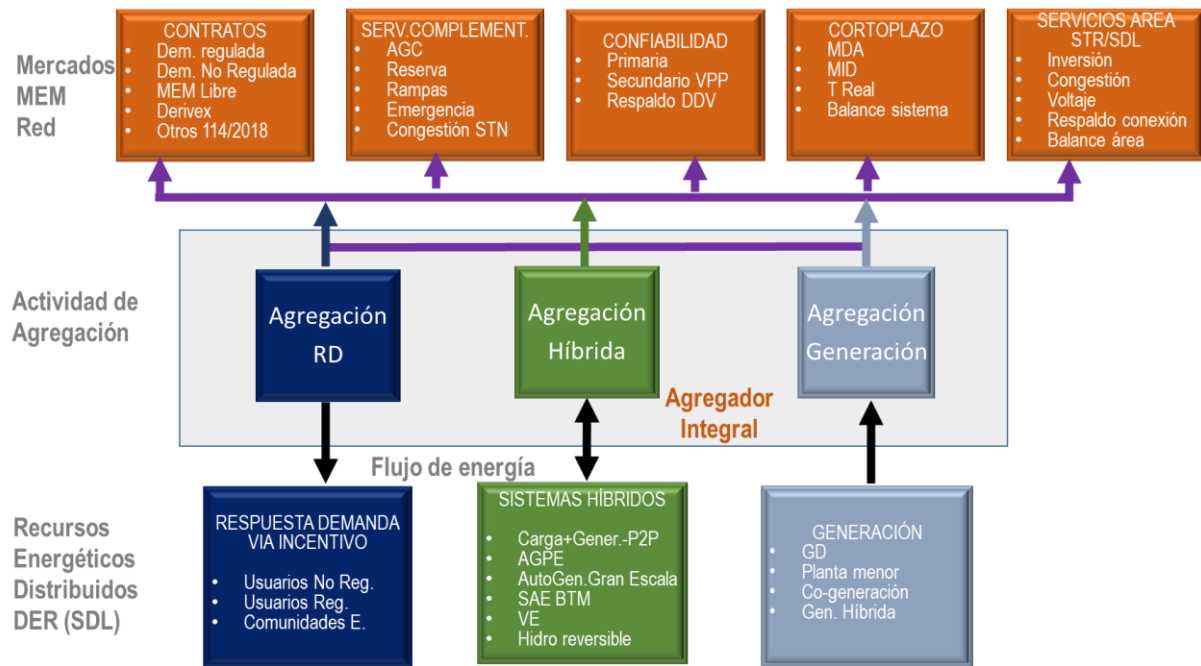 Mercados
MEM
Red
CONTRATOS
• Dem. regulada
• Dem. No Regulada
• MEM Libre
• Derivex
• Otros 114/2018
SERV.COMPLEMENT.
• AGC
• Reserva
• Rampas
• Emergencia
• Congestión STN
CONFIABILIDAD
• Primaria
• Secundario VPP
• Respaldo DDV
CORTOPLAZO
• MDA
• MID
• T Real
• Balance sistema
SERVICIOS AREA
STR/SDL
• Inversión
• Congestión
• Voltaje
• Respaldo conexión
• Balance área
Actividad de
Agregación
Agregación
RD
Agregación
Híbrida
Agregación
Generación
Agregador
Integral
Flujo de energía
Recursos
Energéticos
Distribuidos
DER (SDL)
RESPUESTA DEMANDA
VIA INCENTIVO
• Usuarios No Reg.
• Usuarios Reg.
• Comunidades E.
SISTEMAS HÍBRIDOS
• Carga+Gener.-P2P
• AGPE
• AutoGen.Gran Escala
• SAE BTM
• VE
• Hidro reversible
GENERACIÓN
• GD
• Planta menor
• Co-generación
• Gen. Híbrida